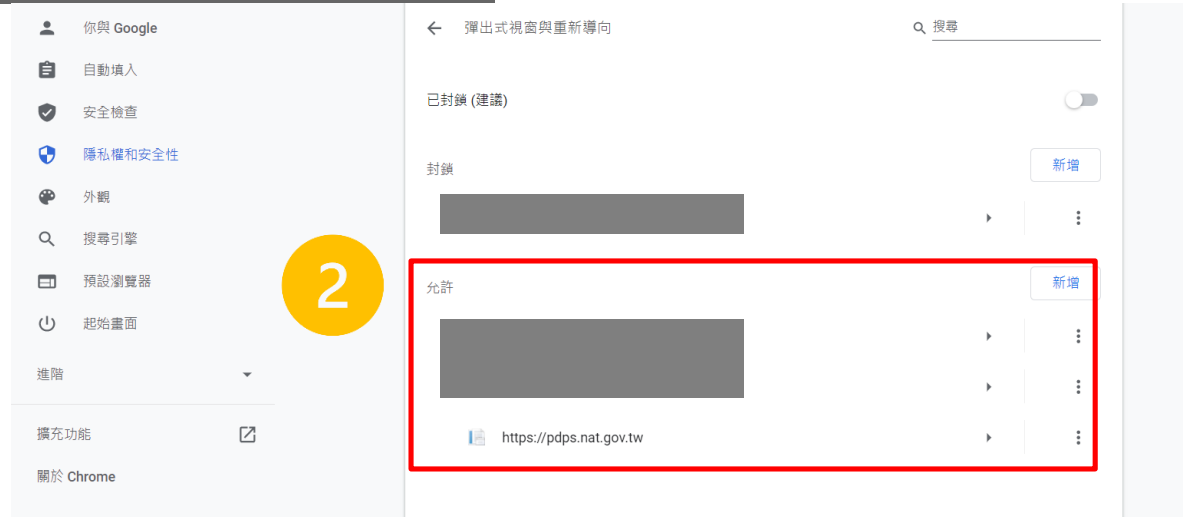 你與 Google
自動填入
安全檢查
隱私權和安全性
外觀
搜尋引擎
預設瀏覽器
起始畫面
進階
擴充功能
關於 Chrome
2
彈出式視窗與重新導向
搜尋
已封鎖 (建議)
封鎖
新增
允許
新增
https://pdps.nat.gov.tw